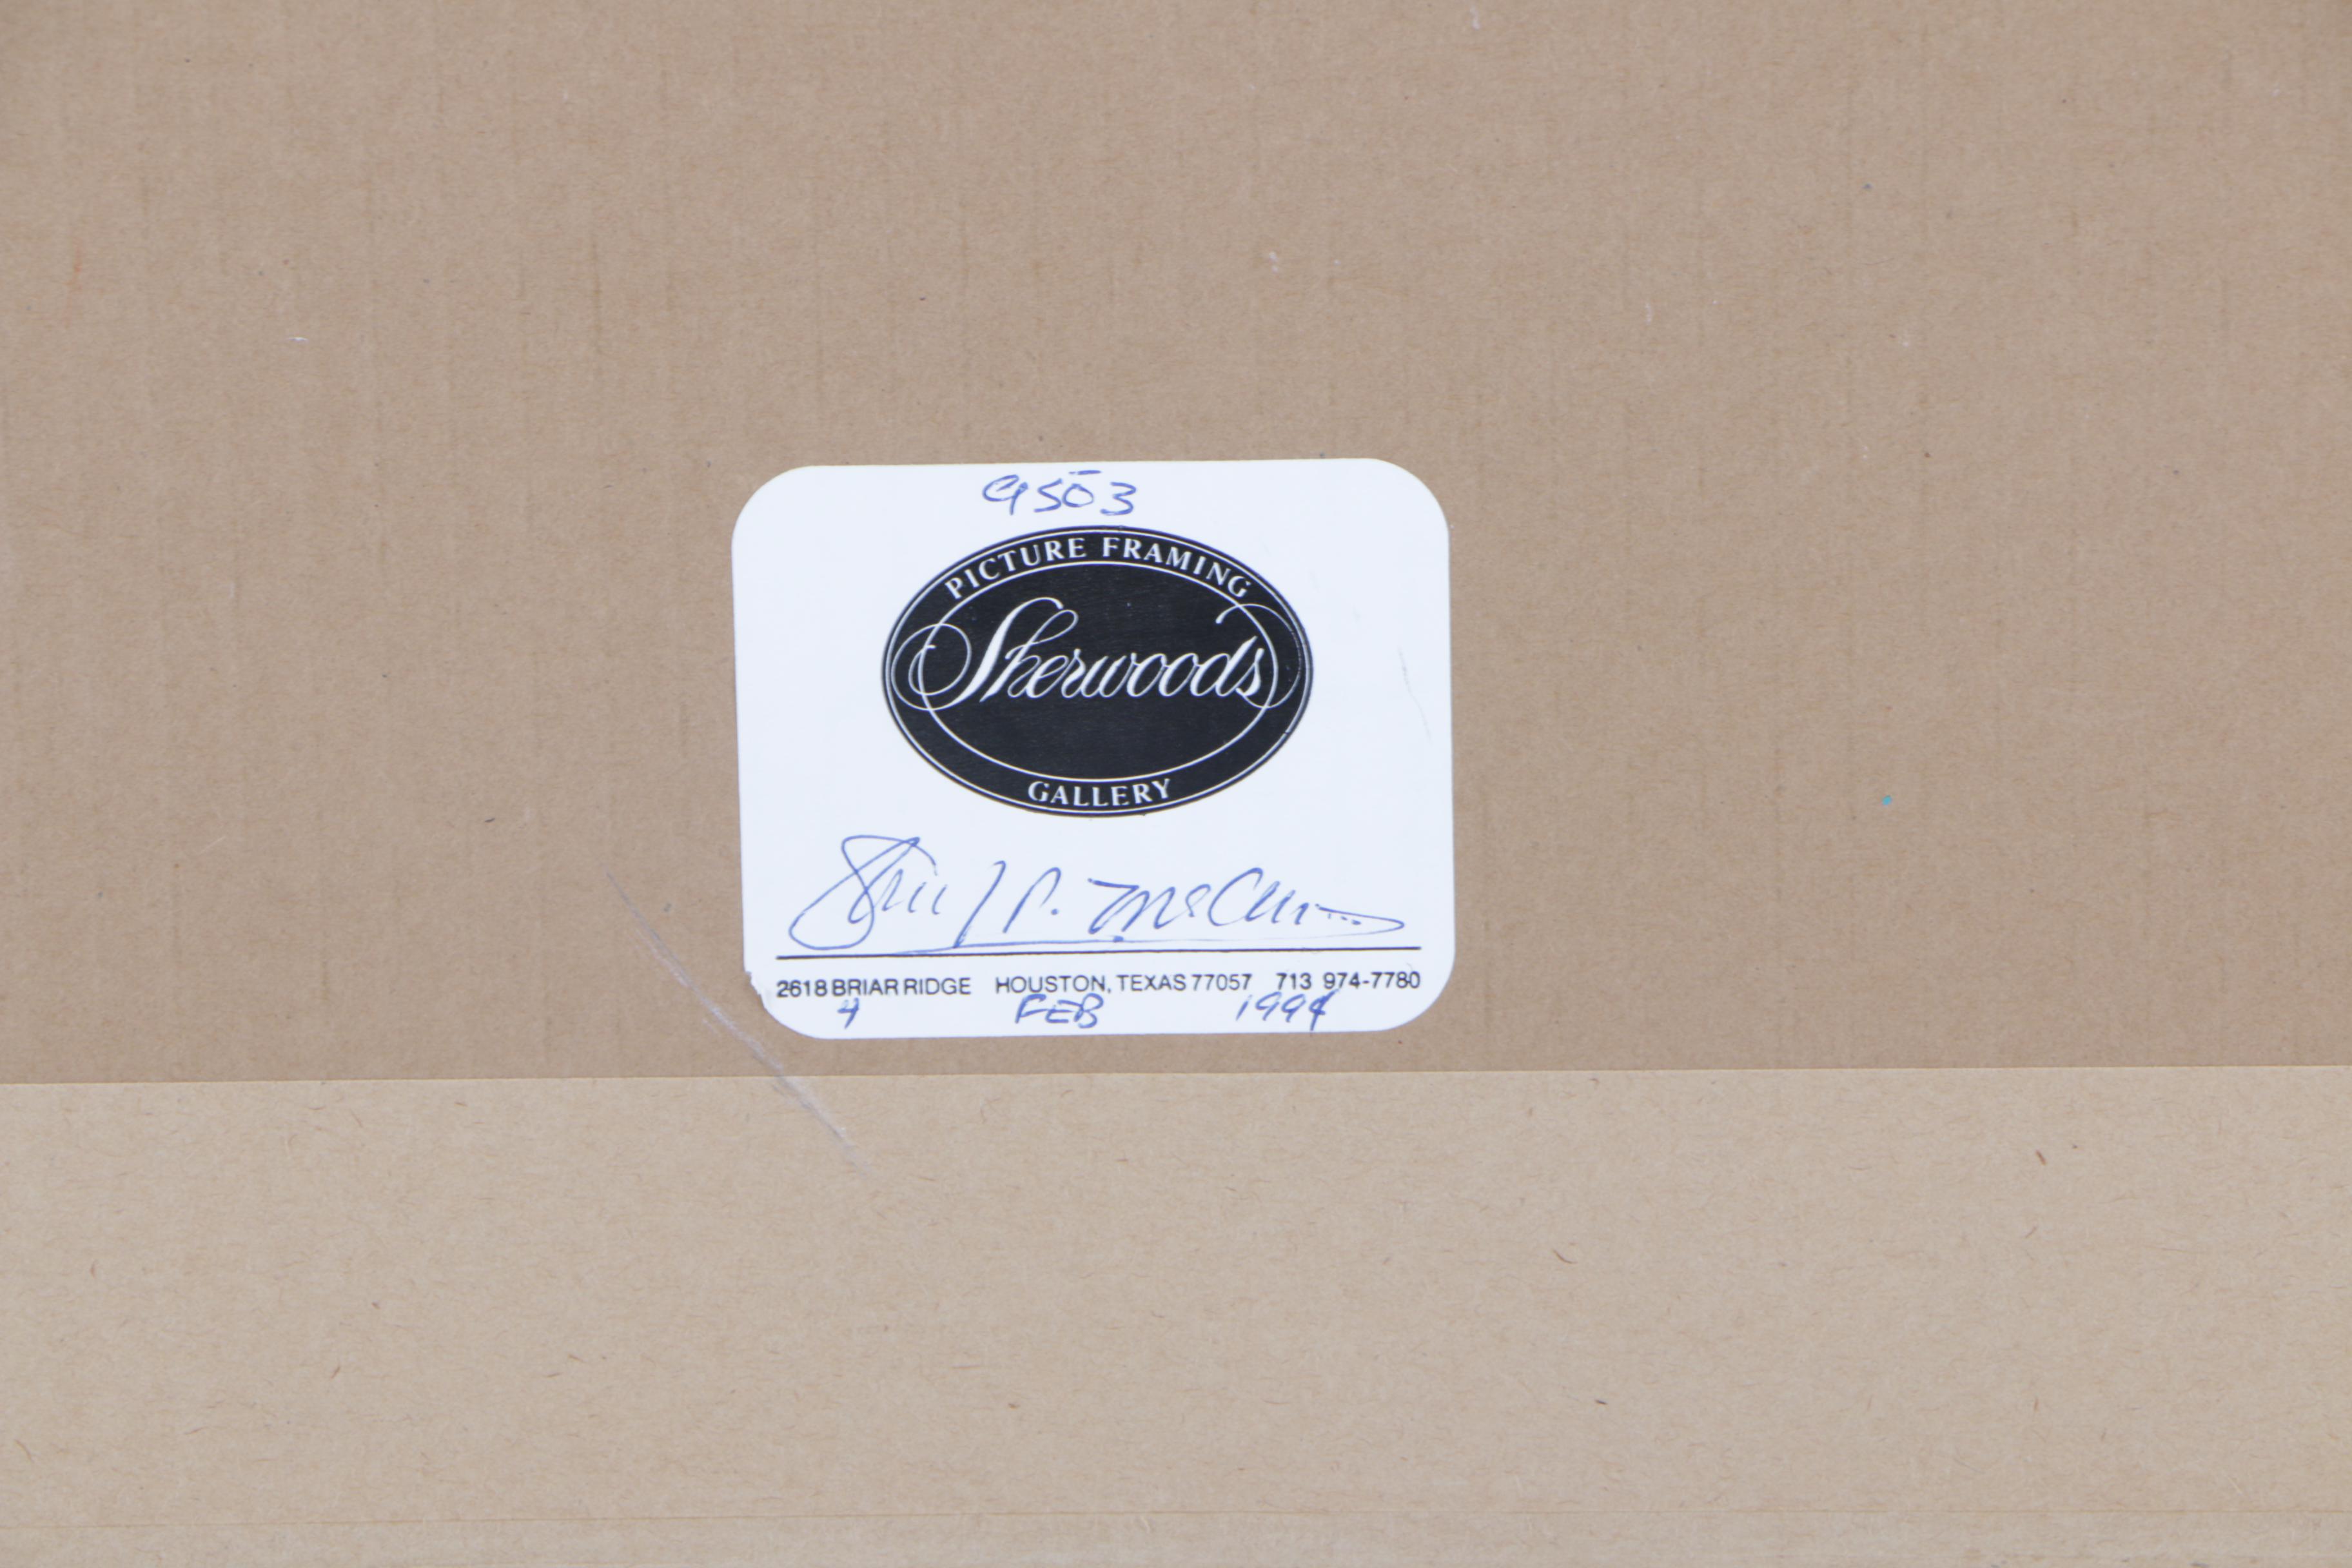 9503
PICTURE FRAMING
Sherwoods
GALLERY
2618 BRIAR RIDGE HOUSTON, TEXAS 77057 713 974-7780
4 FEB 1994